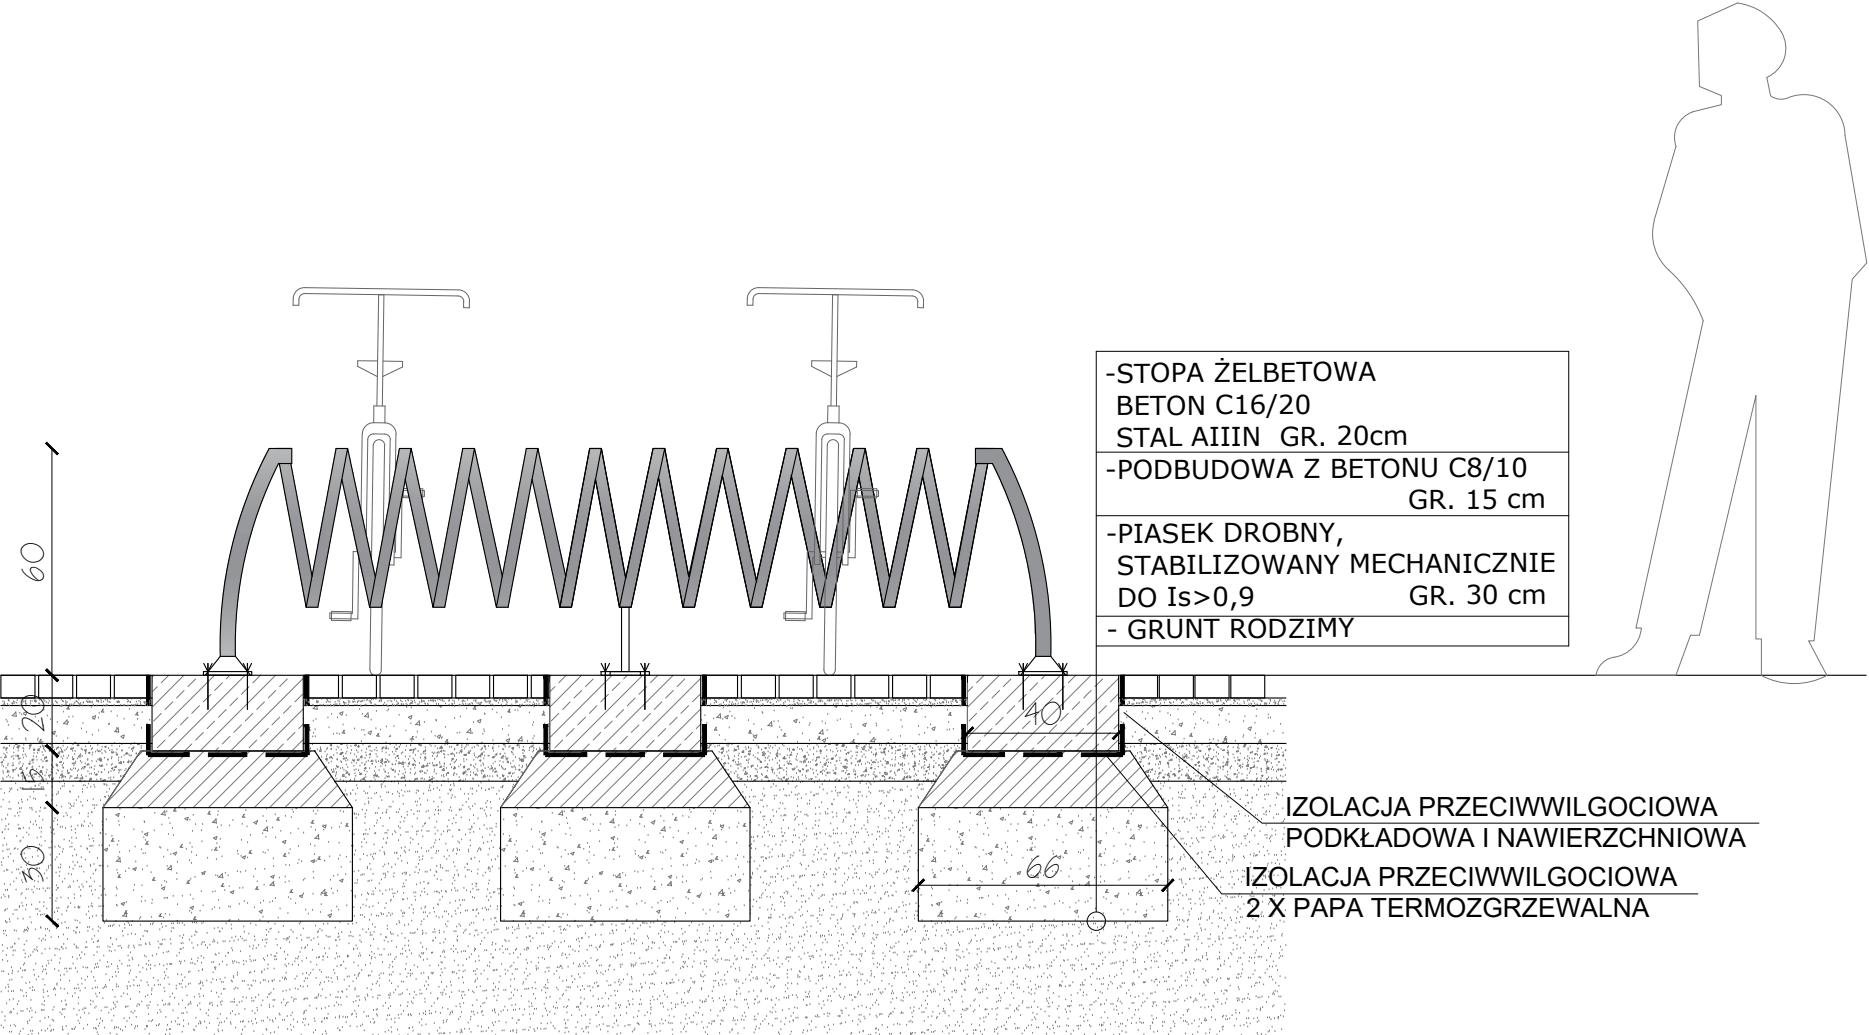 -STOPA ŻELBETOWA
BETON C16/20
STAL AIIIN GR. 20cm
-PODBUDOWA Z BETONU C8/10
GR. 15 cm
-PIASEK DROBNY,
STABILIZOWANY MECHANICZNIE
DO Is>0,9 GR. 30 cm
- GRUNT RODZIMY
60
20
15
30
40
66
IZOLACJA PRZECIWWILGOCIOWA
PODKŁADOWA I NAWIERZCHNIOWA
IZOLACJA PRZECIWWILGOCIOWA
2 X PAPA TERMOZGRZEWALNA